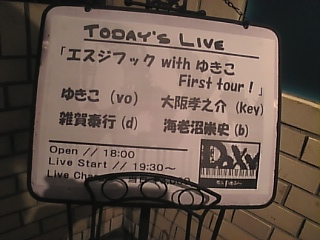 TODAY'S LIVE
「エスジフック with ゆきこ
First tour!」
ゆきこ (vo) 大阪孝之介 (Key)
雑賀泰行 (d) 海老沼崇史 (b)
Open // 18:00
Live Start // 19:30〜
Live